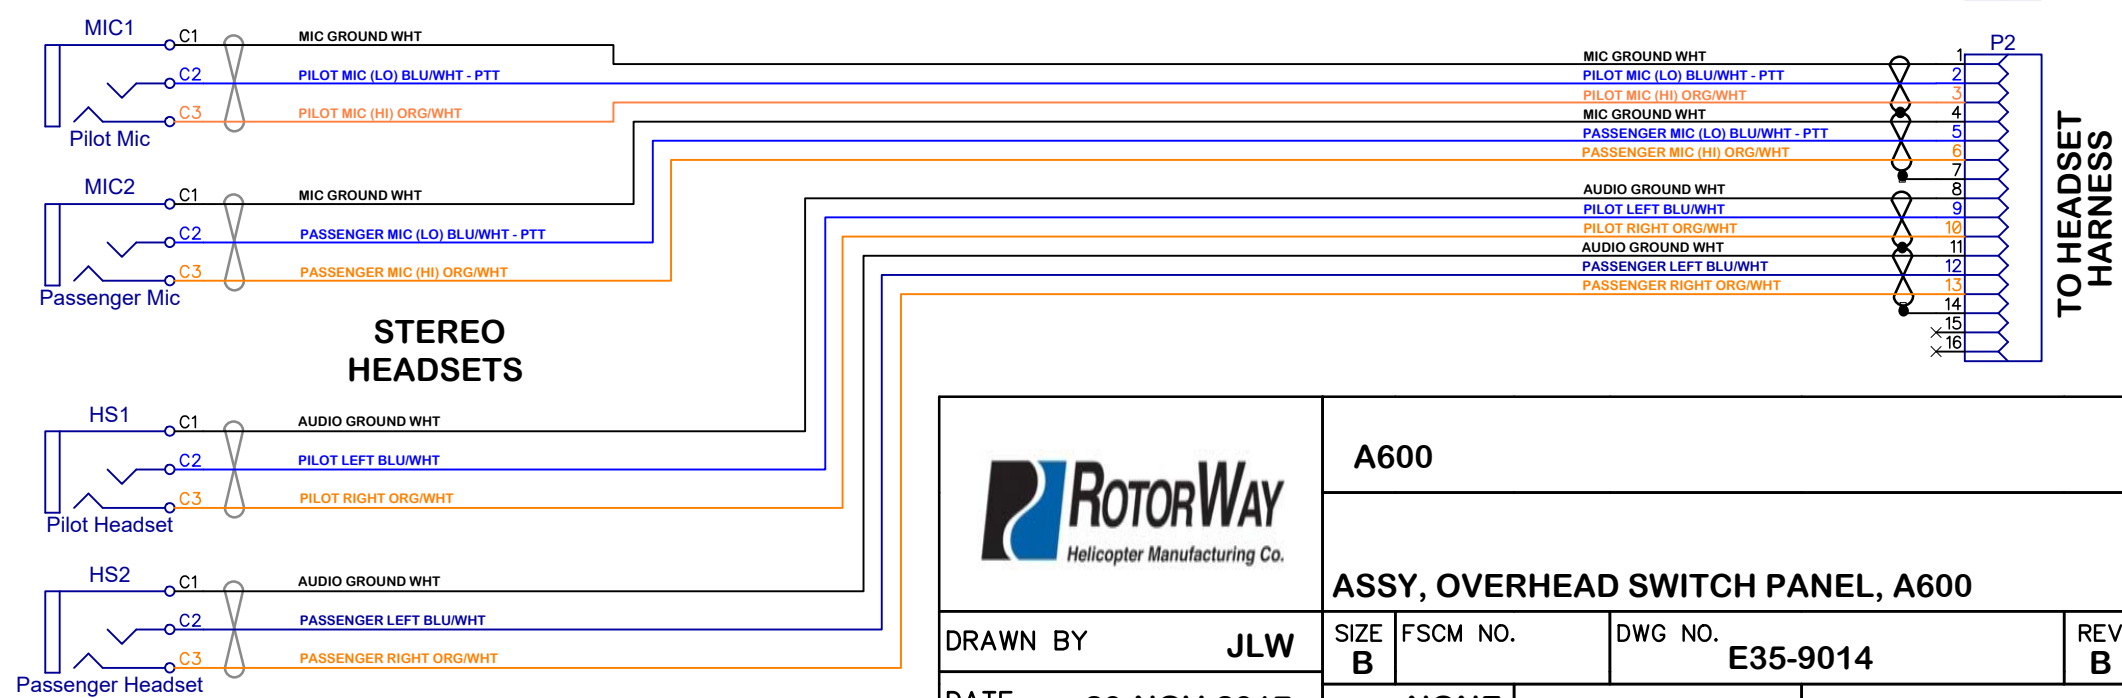 MIC1
C1
MIC GROUND WHT
C2
PILOT MIC (LO) BLU/WHT - PTT
C3
PILOT MIC (HI) ORG/WHT
Pilot Mic
MIC2
C1
MIC GROUND WHT
C2
PASSENGER MIC (LO) BLU/WHT - PTT
C3
PASSENGER MIC (HI) ORG/WHT
Passenger Mic
STEREO
HEADSETS
HS1
C1
AUDIO GROUND WHT
C2
PILOT LEFT BLU/WHT
C3
PILOT RIGHT ORG/WHT
Pilot Headset
HS2
C1
AUDIO GROUND WHT
C2
PASSENGER LEFT BLU/WHT
C3
PASSENGER RIGHT ORG/WHT
Passenger Headset
P2
MIC GROUND WHT 1
PILOT MIC (LO) BLU/WHT - PTT 2
PILOT MIC (HI) ORG/WHT 3
MIC GROUND WHT 4
PASSENGER MIC (LO) BLU/WHT - PTT 5
PASSENGER MIC (HI) ORG/WHT 6
7
AUDIO GROUND WHT 8
PILOT LEFT BLU/WHT 9
PILOT RIGHT ORG/WHT 10
AUDIO GROUND WHT 11
PASSENGER LEFT BLU/WHT 12
PASSENGER RIGHT ORG/WHT 13
14
15
16
TO HEADSET
HARNESS
ROTORWAY
Helicopter Manufacturing Co.
A600
ASSY, OVERHEAD SWITCH PANEL, A600
DRAWN BY JLW
SIZE
B
FSCM NO.
DWG NO.
E35-9014
REV
B
DATE
NONE